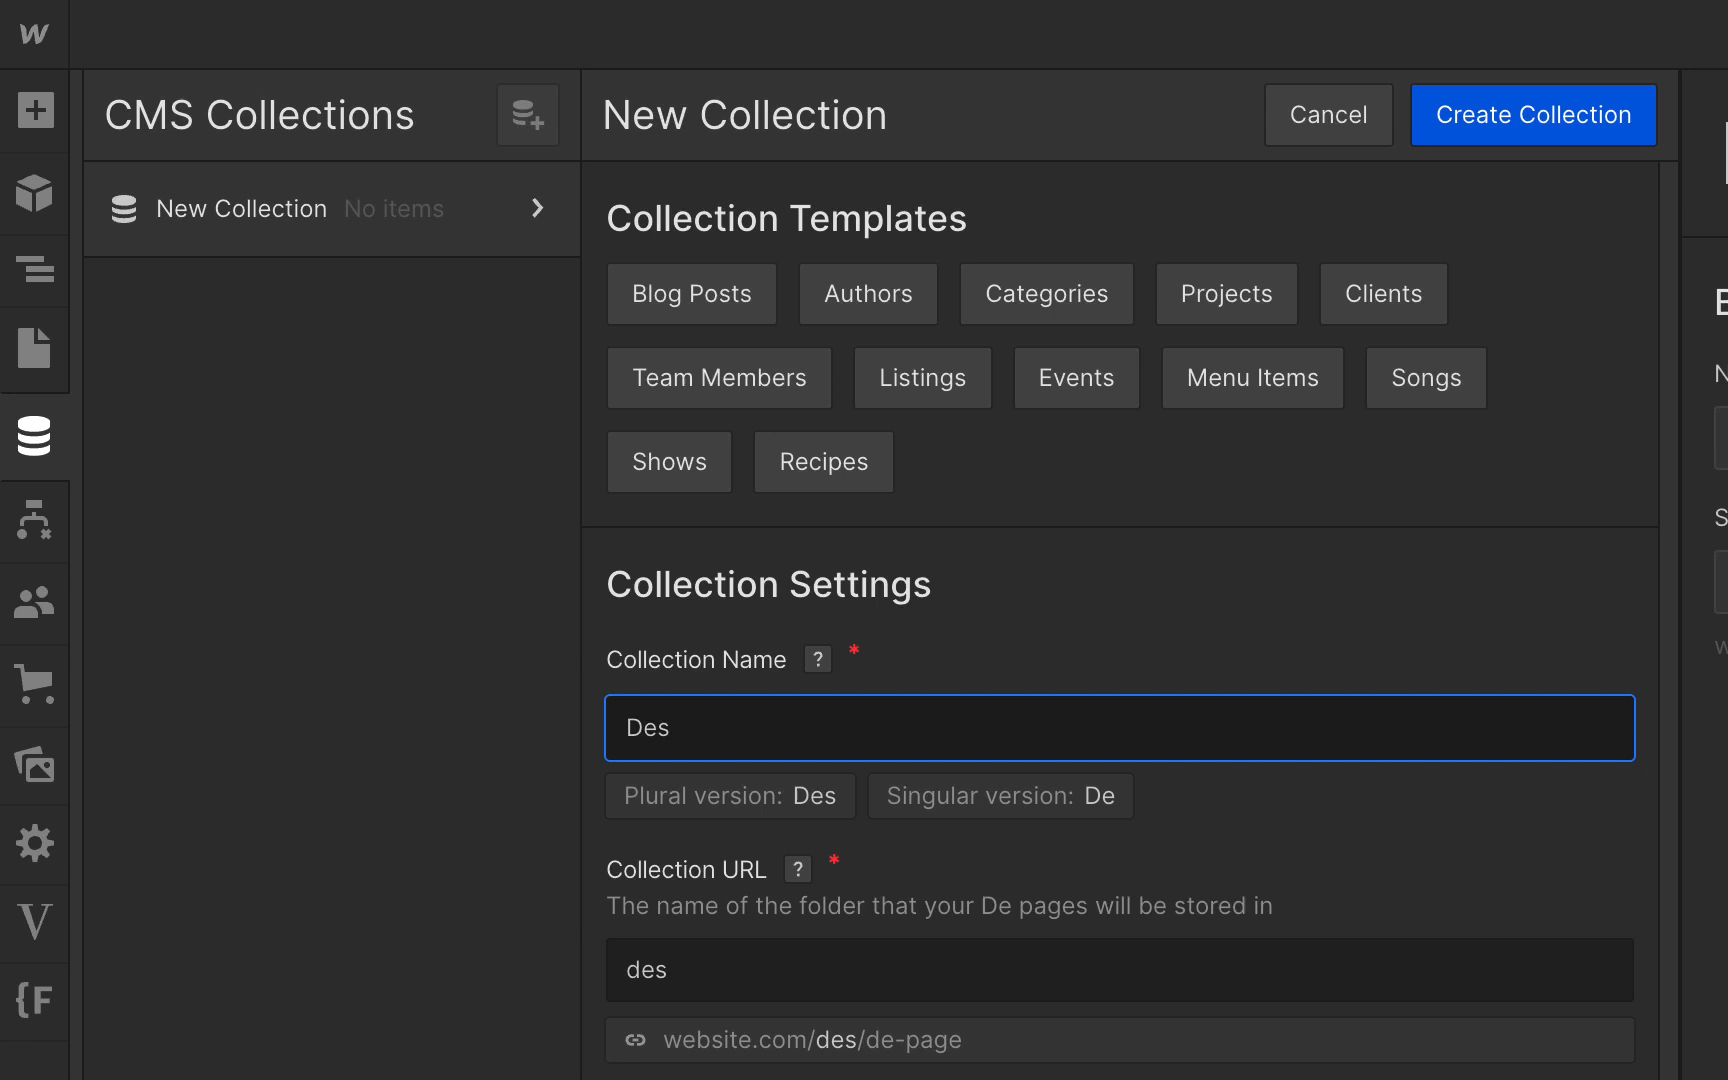 CMS Collections
New Collection
Cancel
Create Collection
New Collection No items
Collection Templates
Blog Posts
Authors
Categories
Projects
Clients
Team Members
Listings
Events
Menu Items
Songs
Shows
Recipes
Collection Settings
Collection Name ? *
Des
Plural version: Des
Singular version: De
Collection URL ? *
The name of the folder that your De pages will be stored in
des
website.com/des/de-page
V
{F